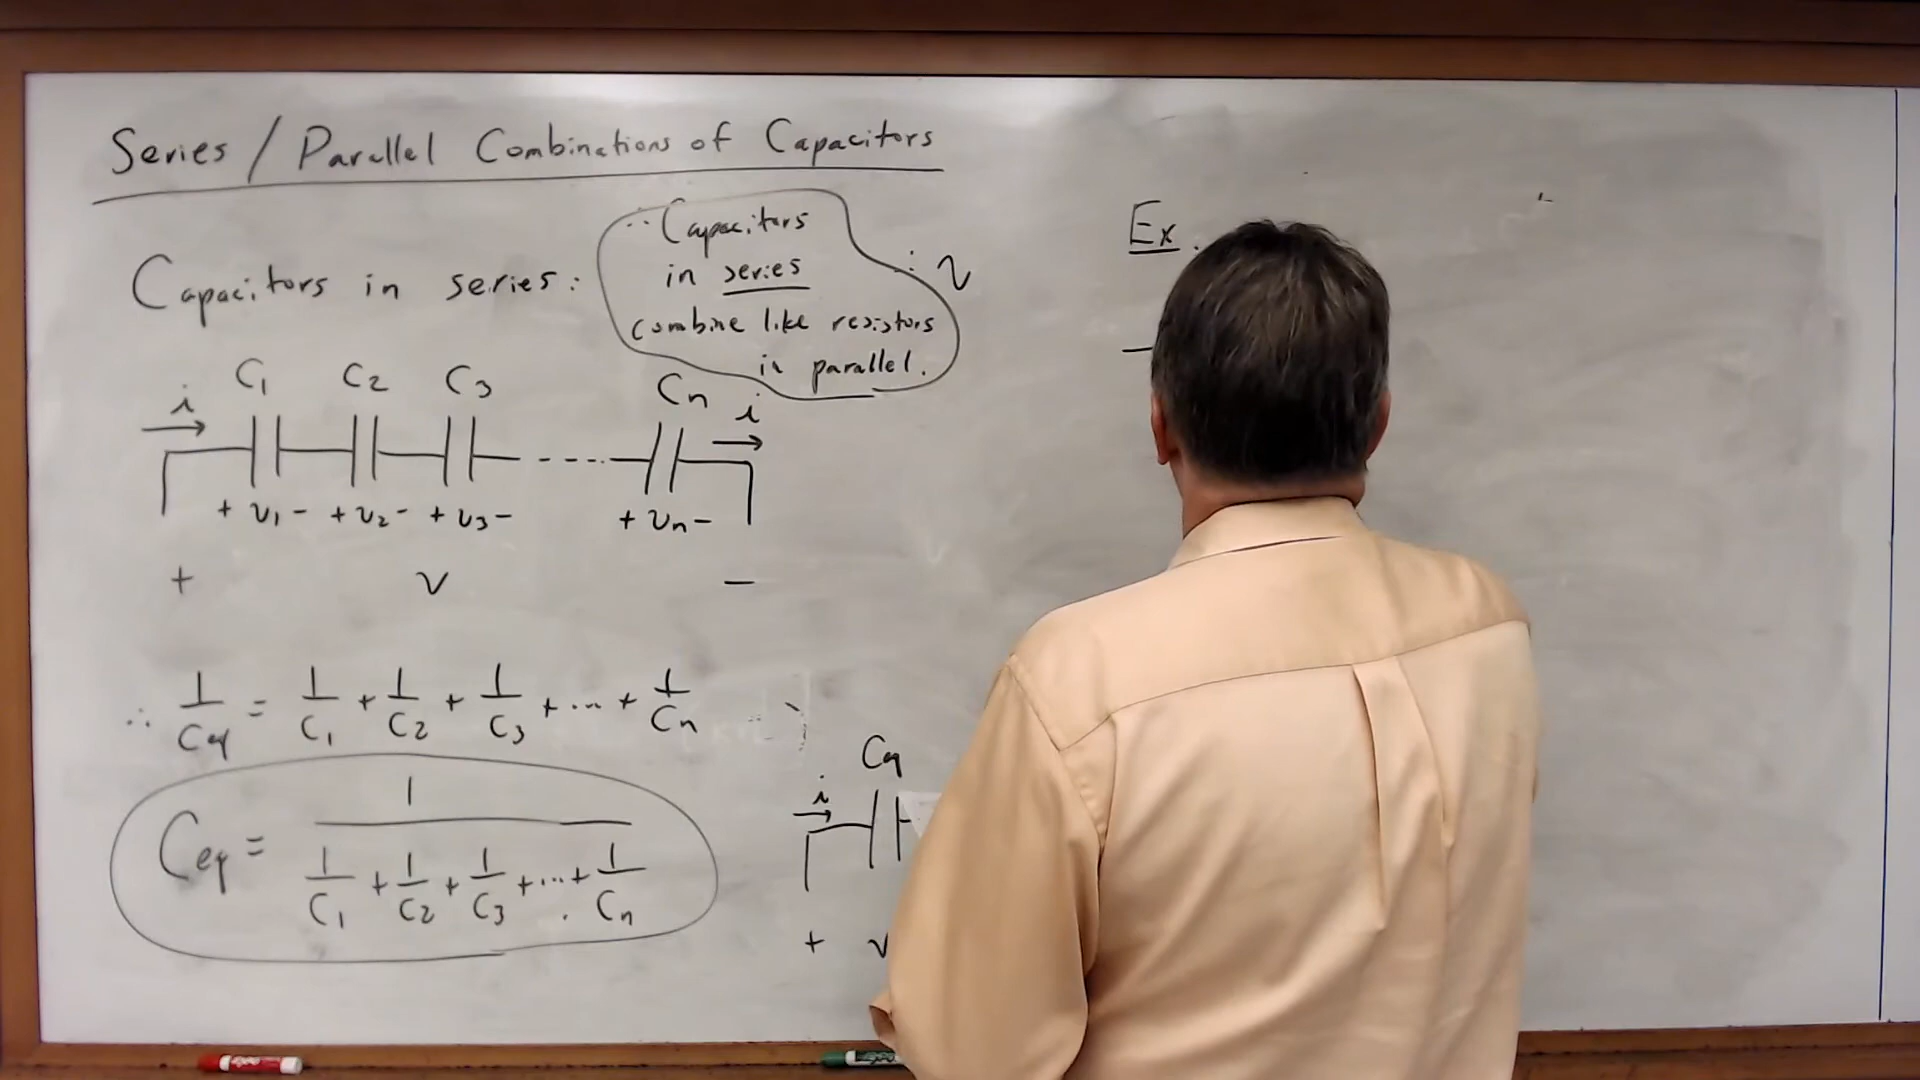 Series / Parallel Combinations of Capacitors
Capacitors in series:
∴ Capacitors
in series
combine like resistors
in parallel.
C1 C2 C3 Cn
i i
+ v1 - + v2 - + v3 - + vn -
+ v -
∴ 1/Ceq = 1/C1 + 1/C2 + 1/C3 + ... + 1/Cn
Ceq = 1/(1/C1 + 1/C2 + 1/C3 + ... + 1/Cn)
Ceq
i
+ v
Ex.